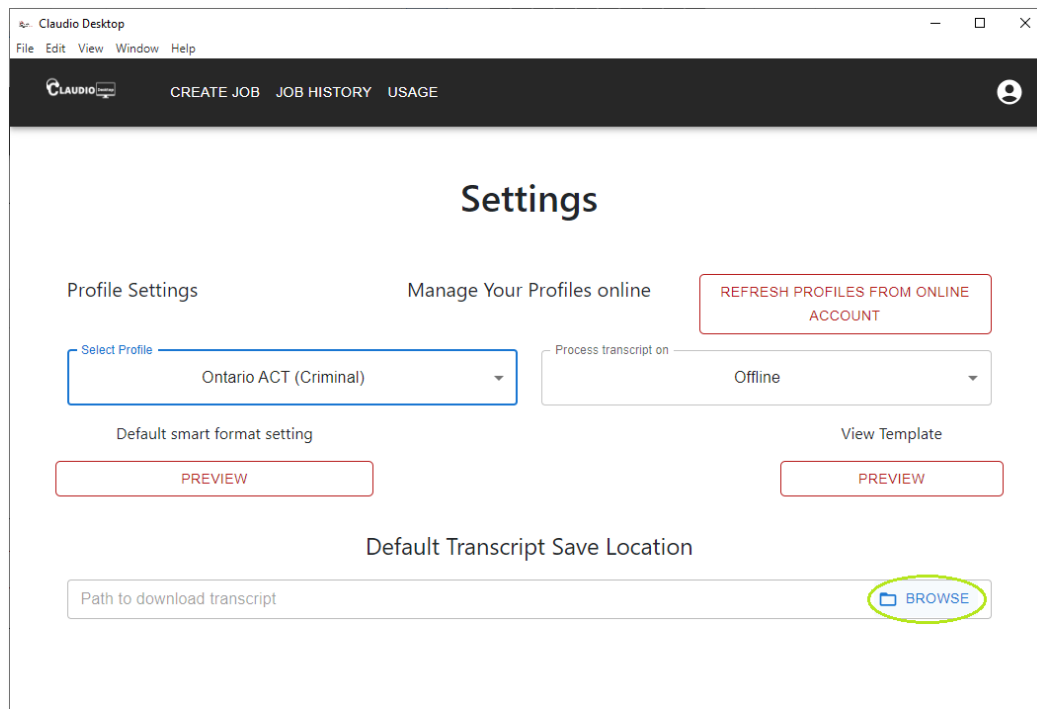 Claudio Desktop
File Edit View Window Help
CLAUDIO Desktop CREATE JOB JOB HISTORY USAGE
Settings
Profile Settings Manage Your Profiles online REFRESH PROFILES FROM ONLINE
ACCOUNT
Select Profile Process transcript on
Ontario ACT (Criminal) Offline
Default smart format setting View Template
PREVIEW PREVIEW
Default Transcript Save Location
Path to download transcript BROWSE